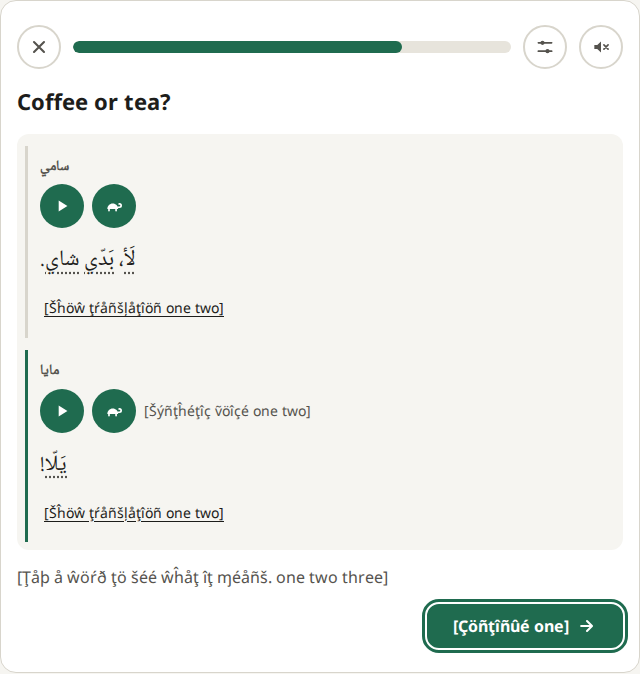 Coffee or tea?
سامي
لَأ، بَدّي شاي.
[Šĥöŵ ţŕåñšļåţîöñ one two]
مايا
[Šýñţĥéţîç ṽöîçé one two]
يَلّا!
[Šĥöŵ ţŕåñšļåţîöñ one two]
[Ţåþ å ŵöŕð ţö šéé ŵĥåţ îţ ɱéåñš. one two three]
[Çöñţîñûé one]